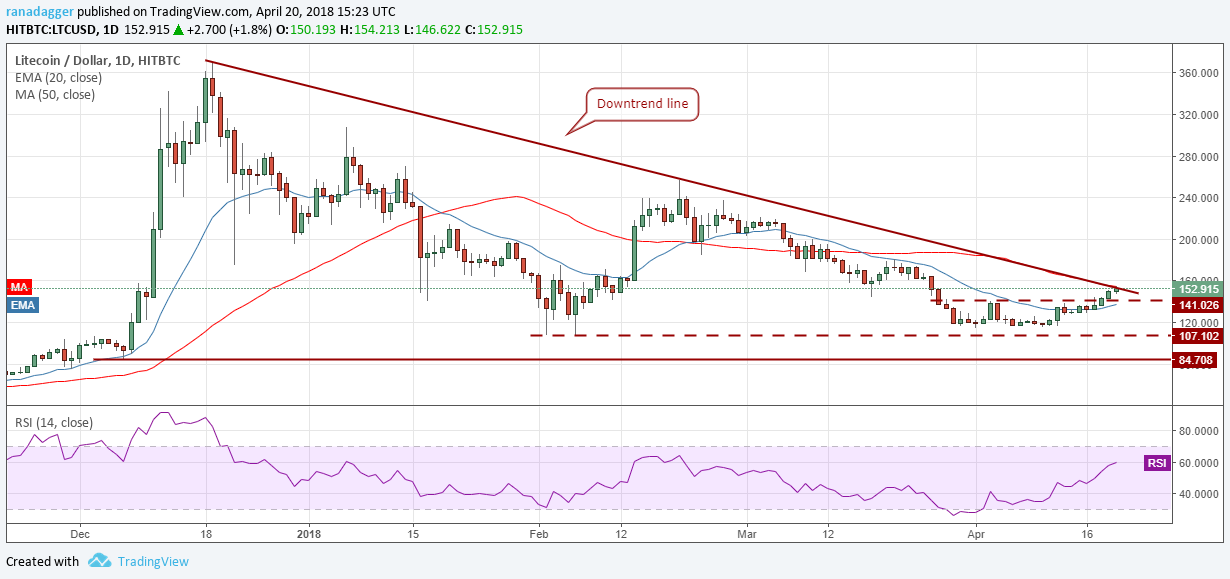 ranadagger published on TradingView.com, April 20, 2018 15:23 UTC
HITBTC:LTCUSD, 1D 152.915 ▲ +2.700 (+1.8%) O:150.193 H:154.213 L:146.622 C:152.915
Litecoin / Dollar, 1D, HITBTC
EMA (20, close)
MA (50, close)
Downtrend line
360.000
320.000
280.000
240.000
200.000
160.000
MA
152.915
EMA
141.026
120.000
107.102
84.708
RSI (14, close)
80.0000
RSI
60.0000
40.0000
Dec 18 2018 15 Feb 12 Mar 12 Apr 16
Created with TradingView